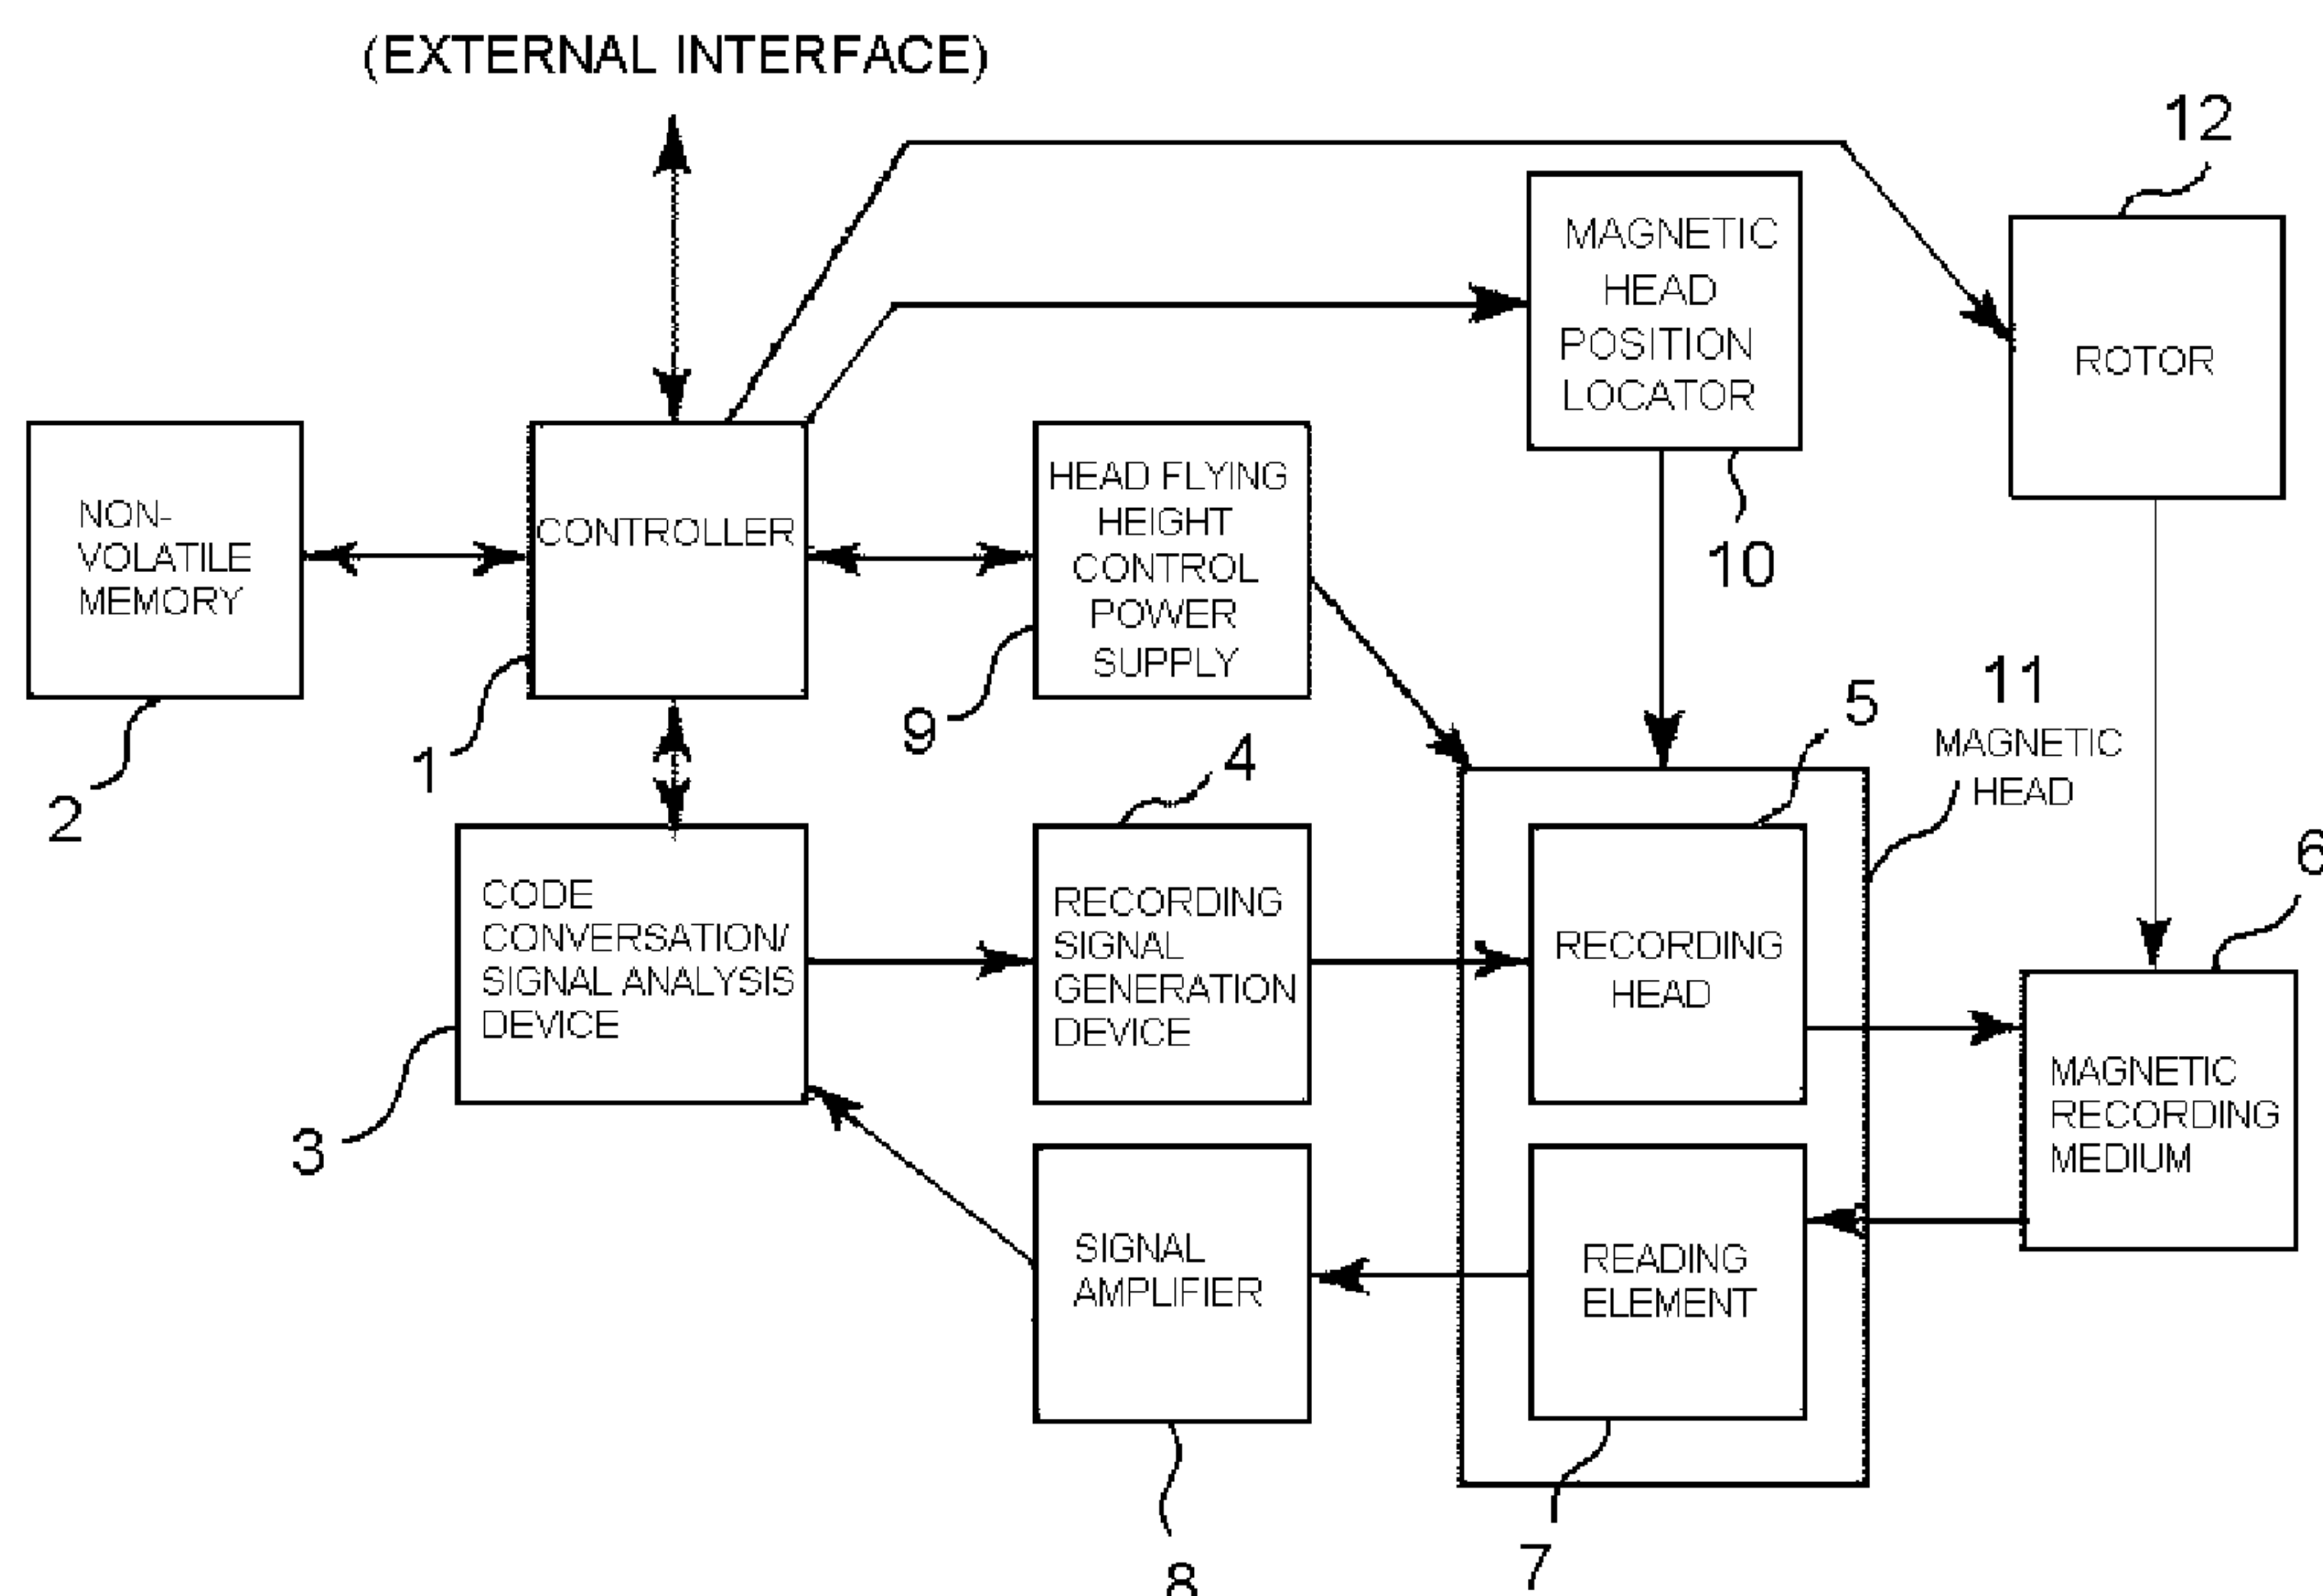 (EXTERNAL INTERFACE)
12
MAGNETIC
HEAD
POSITION
LOCATOR
ROTOR
10
NON-
VOLATILE
MEMORY
2
CONTROLLER
1
HEAD FLYING
HEIGHT
CONTROL
POWER
SUPPLY
9
11
MAGNETIC
HEAD
5
4
6
CODE
CONVERSATION/
SIGNAL ANALYSIS
DEVICE
3
RECORDING
SIGNAL
GENERATION
DEVICE
RECORDING
HEAD
MAGNETIC
RECORDING
MEDIUM
SIGNAL
AMPLIFIER
8
READING
ELEMENT
7